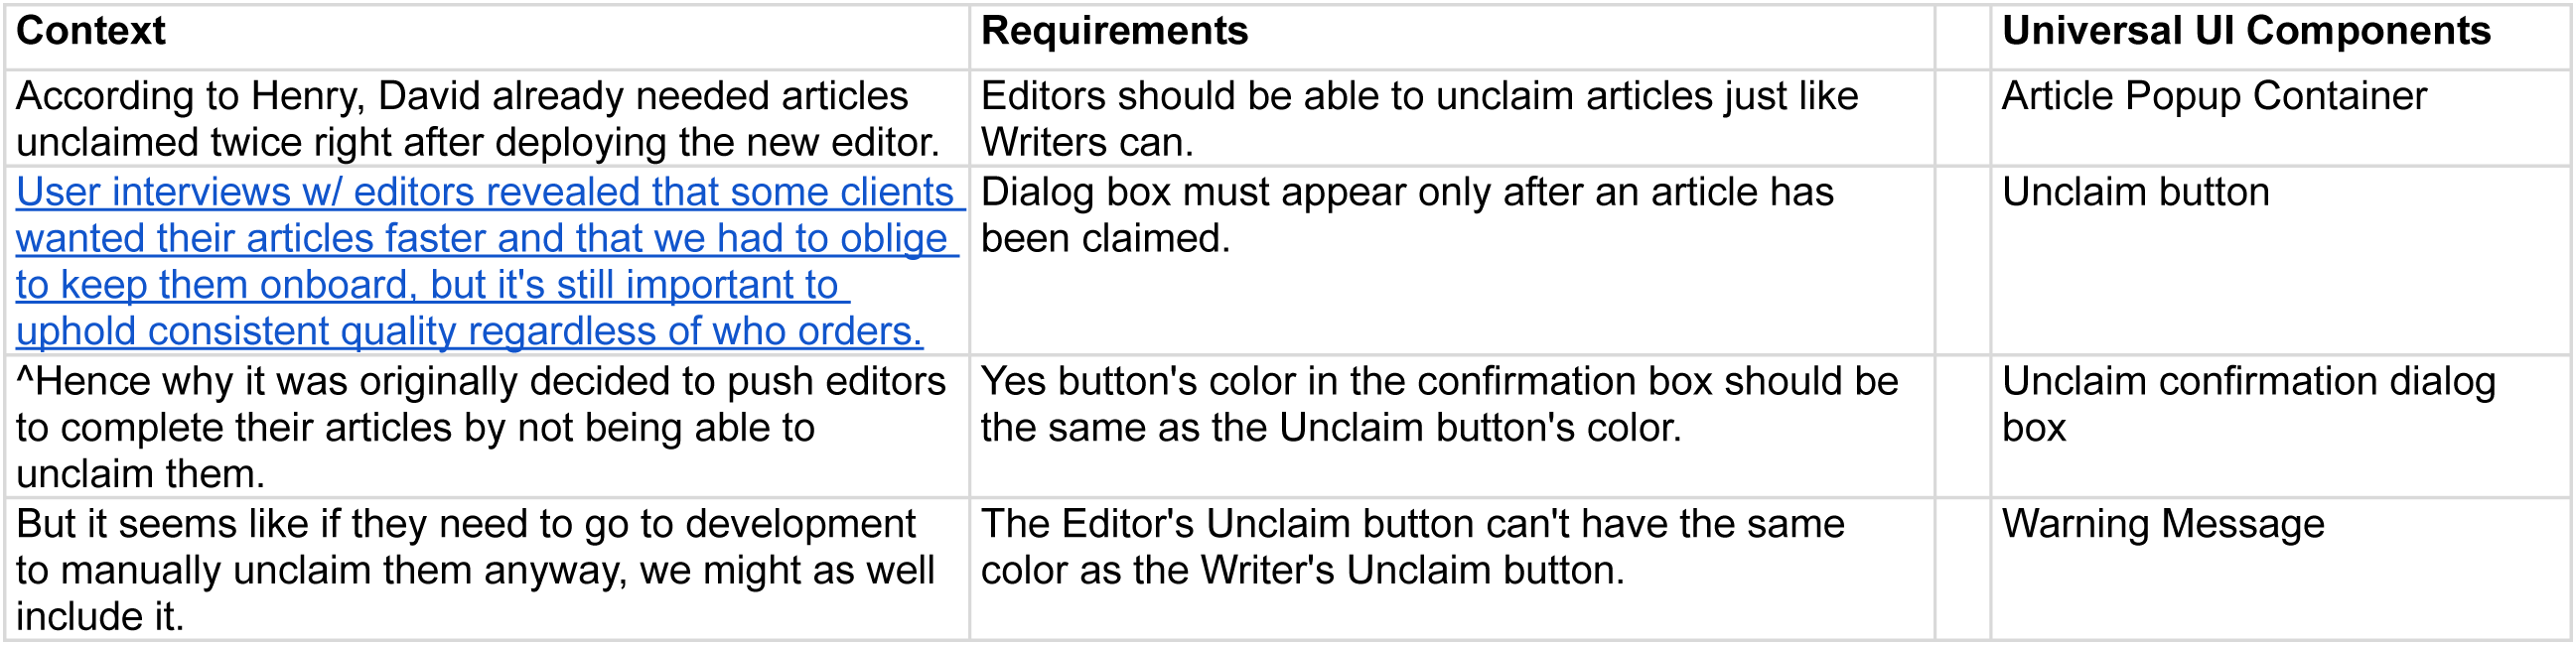 Context
Requirements
Universal UI Components
According to Henry, David already needed articles
unclaimed twice right after deploying the new editor.
Editors should be able to unclaim articles just like
Writers can.
Article Popup Container
User interviews w/ editors revealed that some clients
wanted their articles faster and that we had to oblige
to keep them onboard, but it's still important to
uphold consistent quality regardless of who orders.
Dialog box must appear only after an article has
been claimed.
Unclaim button
^Hence why it was originally decided to push editors
to complete their articles by not being able to
unclaim them.
Yes button's color in the confirmation box should be
the same as the Unclaim button's color.
Unclaim confirmation dialog
box
But it seems like if they need to go to development
to manually unclaim them anyway, we might as well
include it.
The Editor's Unclaim button can't have the same
color as the Writer's Unclaim button.
Warning Message